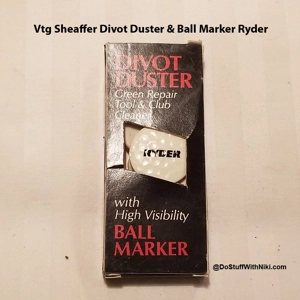 Vtg Sheaffer Divot Duster & Ball Marker Ryder
DIVOT
DUSTER
Green Repair
Tool & Club
Cleaner
RYDER
with
High Visibility
BALL
MARKER
@DoStuffWithNiki.com